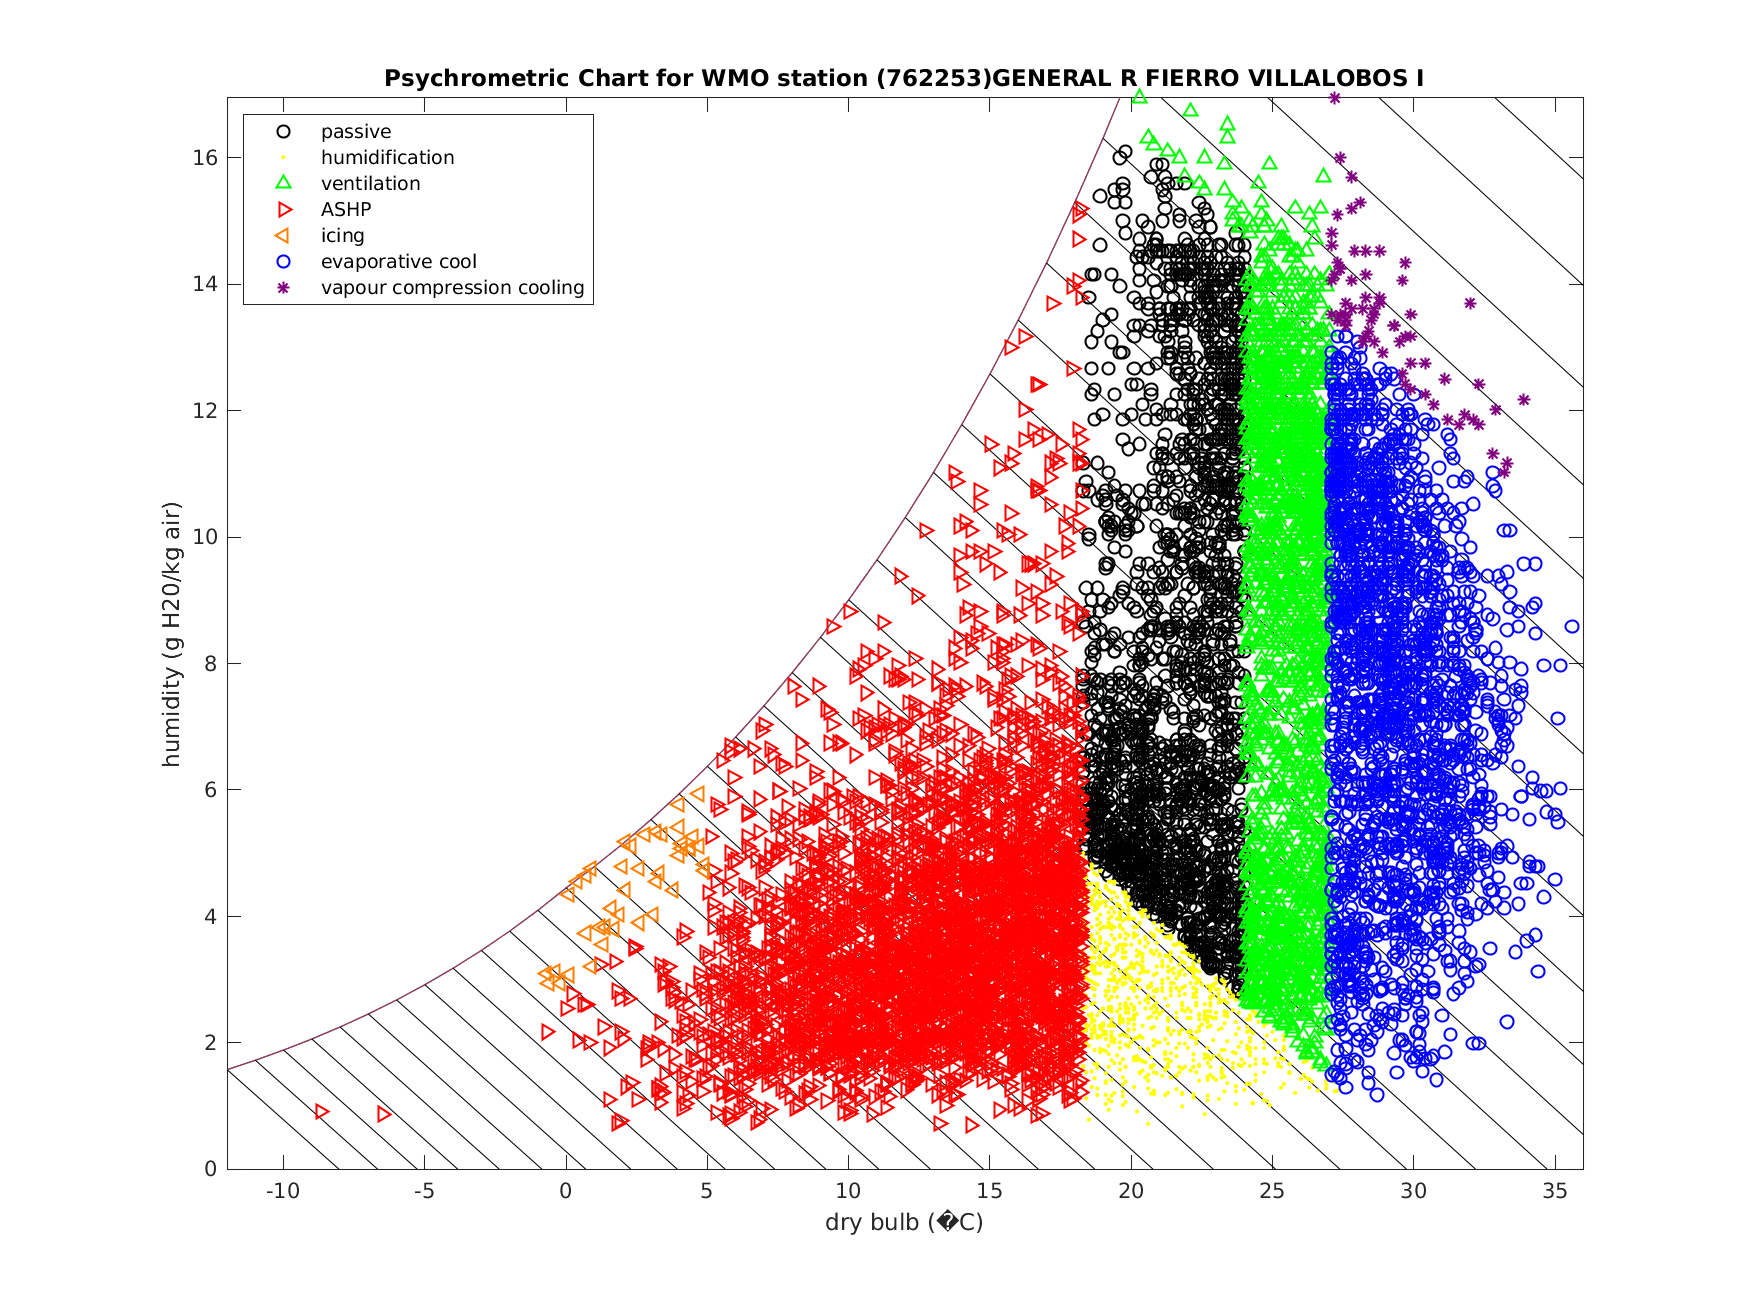 Psychrometric Chart for WMO station (762253)GENERAL R FIERRO VILLALOBOS I
passive
humidification
ventilation
ASHP
icing
evaporative cool
vapour compression cooling
humidity (g H20/kg air)
16
14
12
10
8
6
4
2
0
-10 -5 0 5 10 15 20 25 30 35
dry bulb (�C)